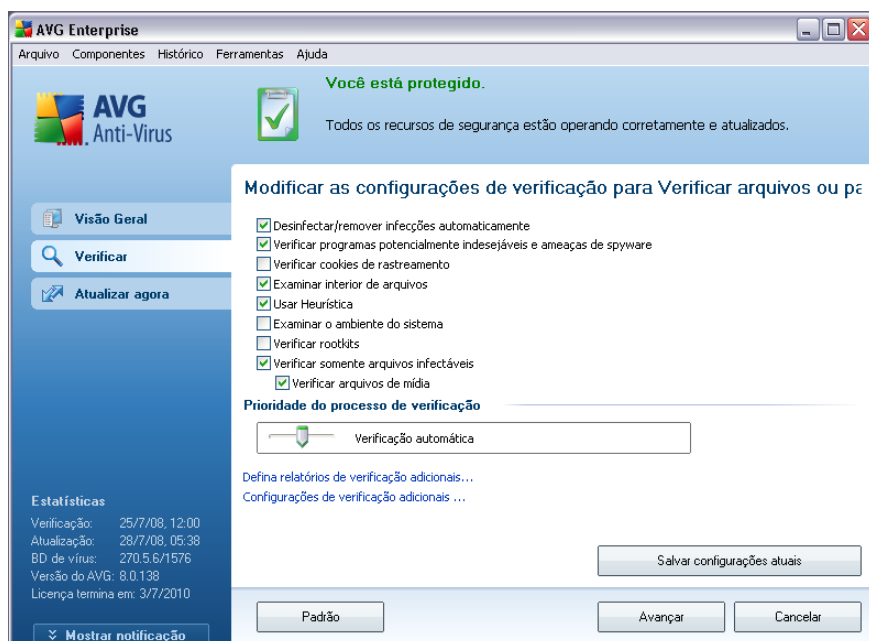 AVG Enterprise
Arquivo Componentes Histórico Ferramentas Ajuda
AVG
Anti-Virus
Você está protegido.
Todos os recursos de segurança estão operando corretamente e atualizados.
Visão Geral
Verificar
Atualizar agora
Modificar as configurações de verificação para Verificar arquivos ou pa
Desinfectar/remover infecções automaticamente
Verificar programas potencialmente indesejáveis e ameaças de spyware
Verificar cookies de rastreamento
Examinar interior de arquivos
Usar Heurística
Examinar o ambiente do sistema
Verificar rootkits
Verificar somente arquivos infectáveis
Verificar arquivos de mídia
Prioridade do processo de verificação
Verificação automática
Defina relatórios de verificação adicionais...
Configurações de verificação adicionais ...
Estatísticas
Verificação: 25/7/08, 12:00
Atualização: 28/7/08, 05:38
BD de vírus: 270.5.6/1576
Versão do AVG: 8.0.138
Licença termina em: 3/7/2010
Mostrar notificação
Salvar configurações atuais
Padrão
Avançar
Cancelar